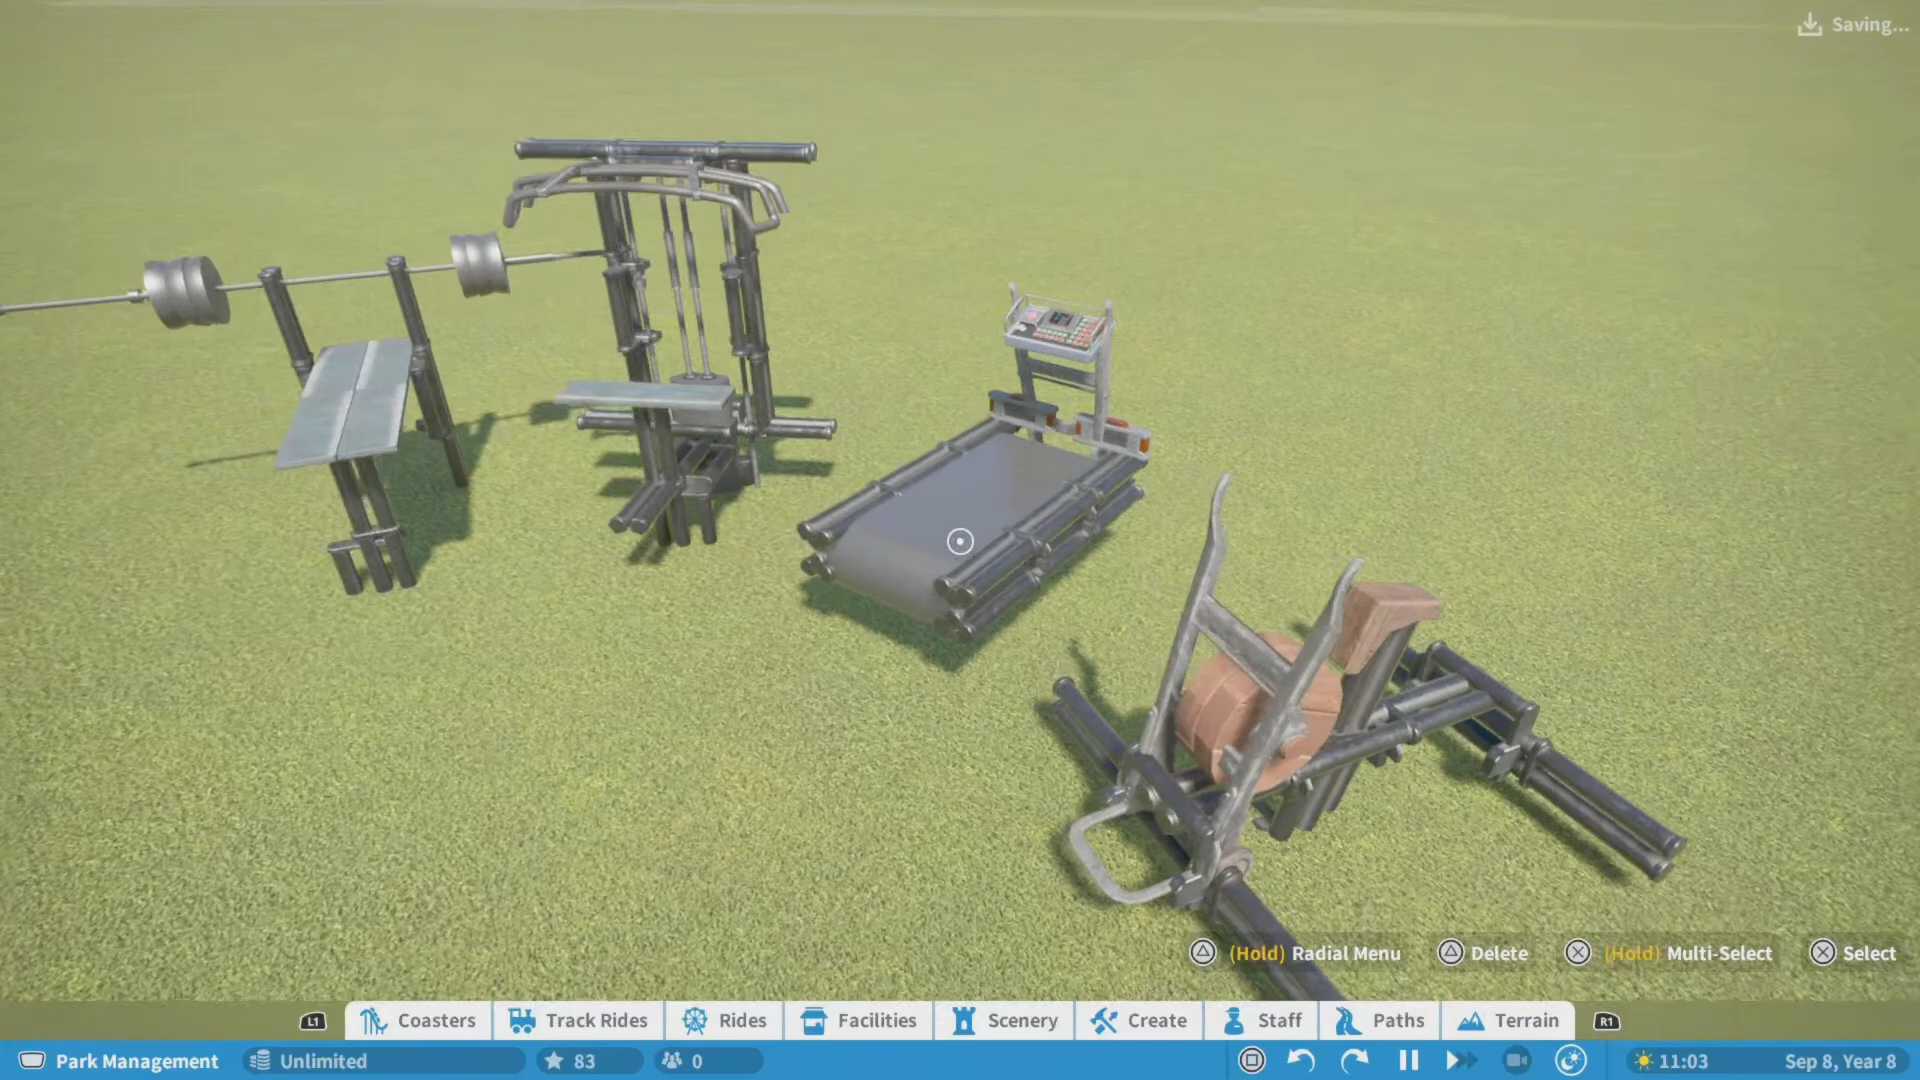 Saving...
(Hold) Radial Menu Delete (Hold) Multi-Select Select
L1 Coasters Track Rides Rides Facilities Scenery Create Staff Paths Terrain R1
Park Management Unlimited 83 0 11:03 Sep 8, Year 8